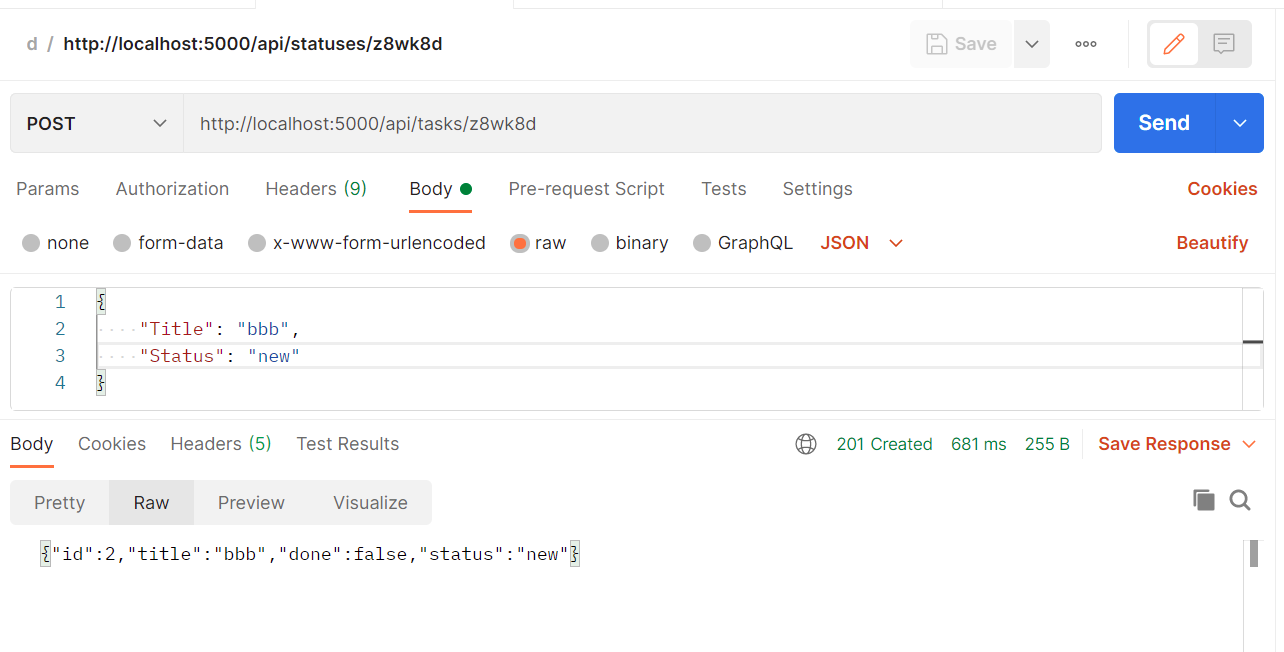 d / http://localhost:5000/api/statuses/z8wk8d Save ooo
POST http://localhost:5000/api/tasks/z8wk8d Send
Params Authorization Headers (9) Body Pre-request Script Tests Settings Cookies
none form-data x-www-form-urlencoded raw binary GraphQL JSON Beautify
1 {
2 ····"Title": "bbb",
3 ····"Status": "new"
4 }
Body Cookies Headers (5) Test Results 201 Created 681 ms 255 B Save Response
Pretty Raw Preview Visualize
{"id":2,"title":"bbb","done":false,"status":"new"}